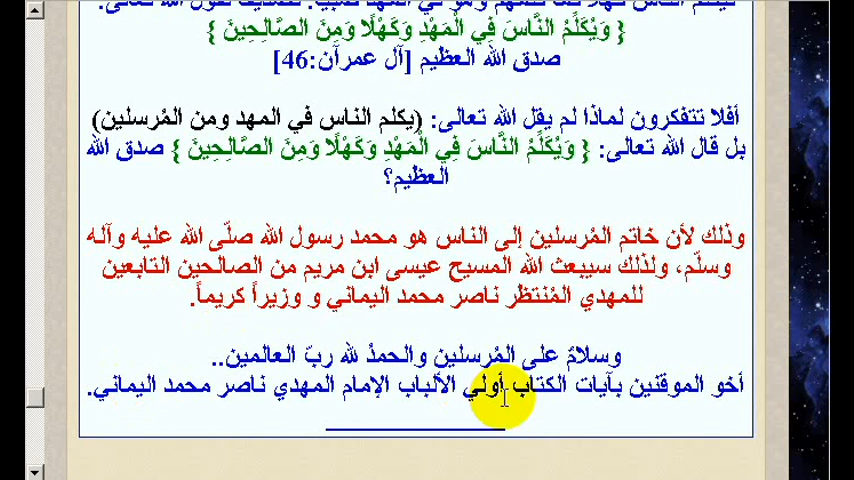 { وَيُكَلِّمُ النَّاسَ فِي الْمَهْدِ وَكَهْلًا وَمِنَ الصَّالِحِينَ }
صدق الله العظيم [آل عمرآن:46]
أفلا تتفكرون لماذا لم يقل الله تعالى: (يكلم الناس في المهد ومن المُرسلين)
بل قال الله تعالى: { وَيُكَلِّمُ النَّاسَ فِي الْمَهْدِ وَكَهْلًا وَمِنَ الصَّالِحِينَ } صدق الله
العظيم؟
وذلك لأن خاتم المُرسلين إلى الناس هو محمد رسول الله صلّى الله عليه وآله
وسلّم، ولذلك سيبعث الله المسيح عيسى ابن مريم من الصالحين التابعين
للمهدي المُنتظر ناصر محمد اليماني و وزيراً كريماً.
وسلامٌ على المُرسلين والحمدُ لله ربّ العالمين..
أخو الموقنين بآيات الكتاب أولي الألباب الإمام المهدي ناصر محمد اليماني.